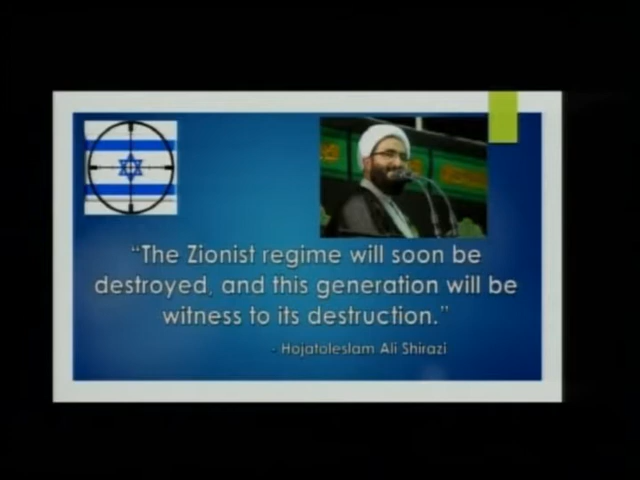 “The Zionist regime will soon be
destroyed, and this generation will be
witness to its destruction.”
- Hojatoleslam Ali Shirazi